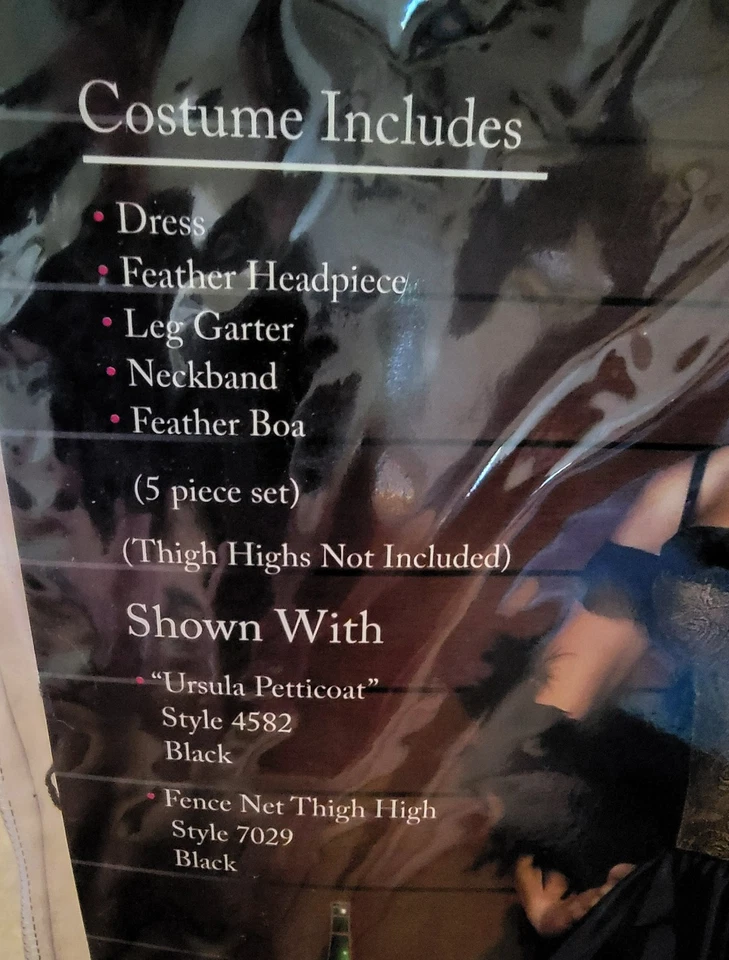 Costume Includes
• Dress
• Feather Headpiece
• Leg Garter
• Neckband
• Feather Boa
(5 piece set)
(Thigh Highs Not Included)
Shown With
• “Ursula Petticoat”
Style 4582
Black
• Fence Net Thigh High
Style 7029
Black